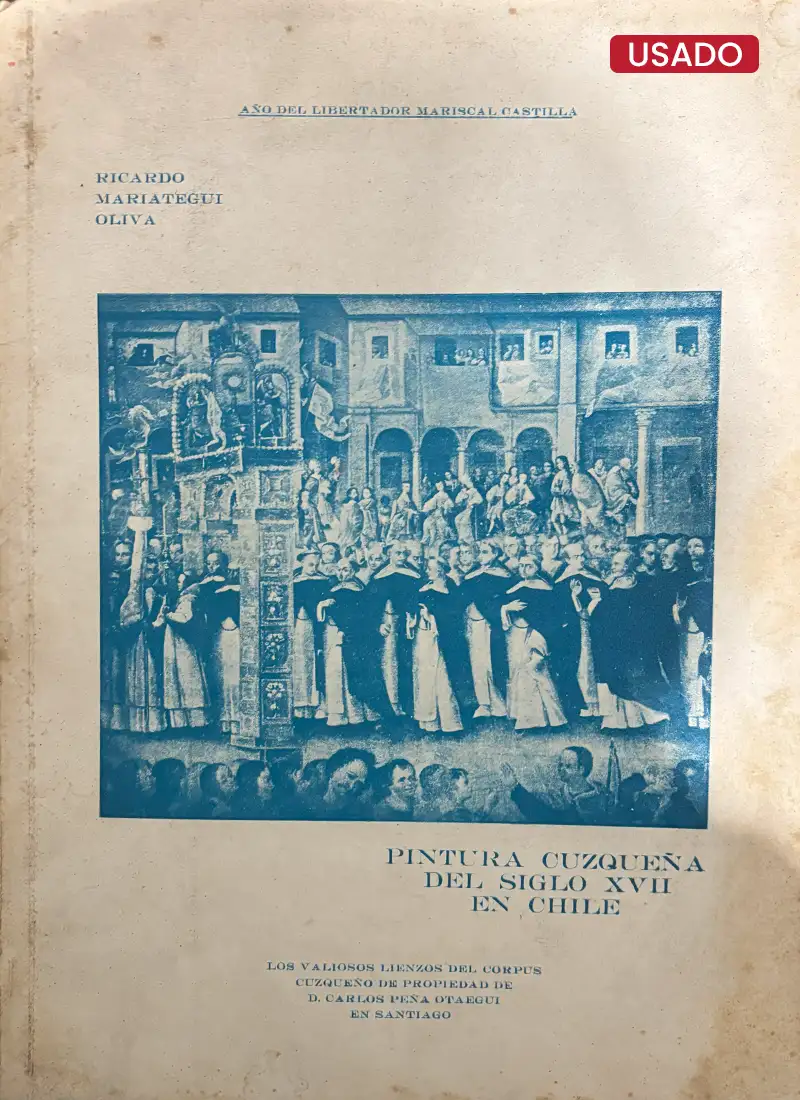 USADO
AÑO DEL LIBERTADOR MARISCAL CASTILLA
RICARDO
MARIATEGUI
OLIVA
PINTURA CUZQUEÑA
DEL SIGLO XVII
EN CHILE
LOS VALIOSOS LIENZOS DEL CORPUS
CUZQUEÑO DE PROPIEDAD DE
D. CARLOS PEÑA OTAEGUI
EN SANTIAGO